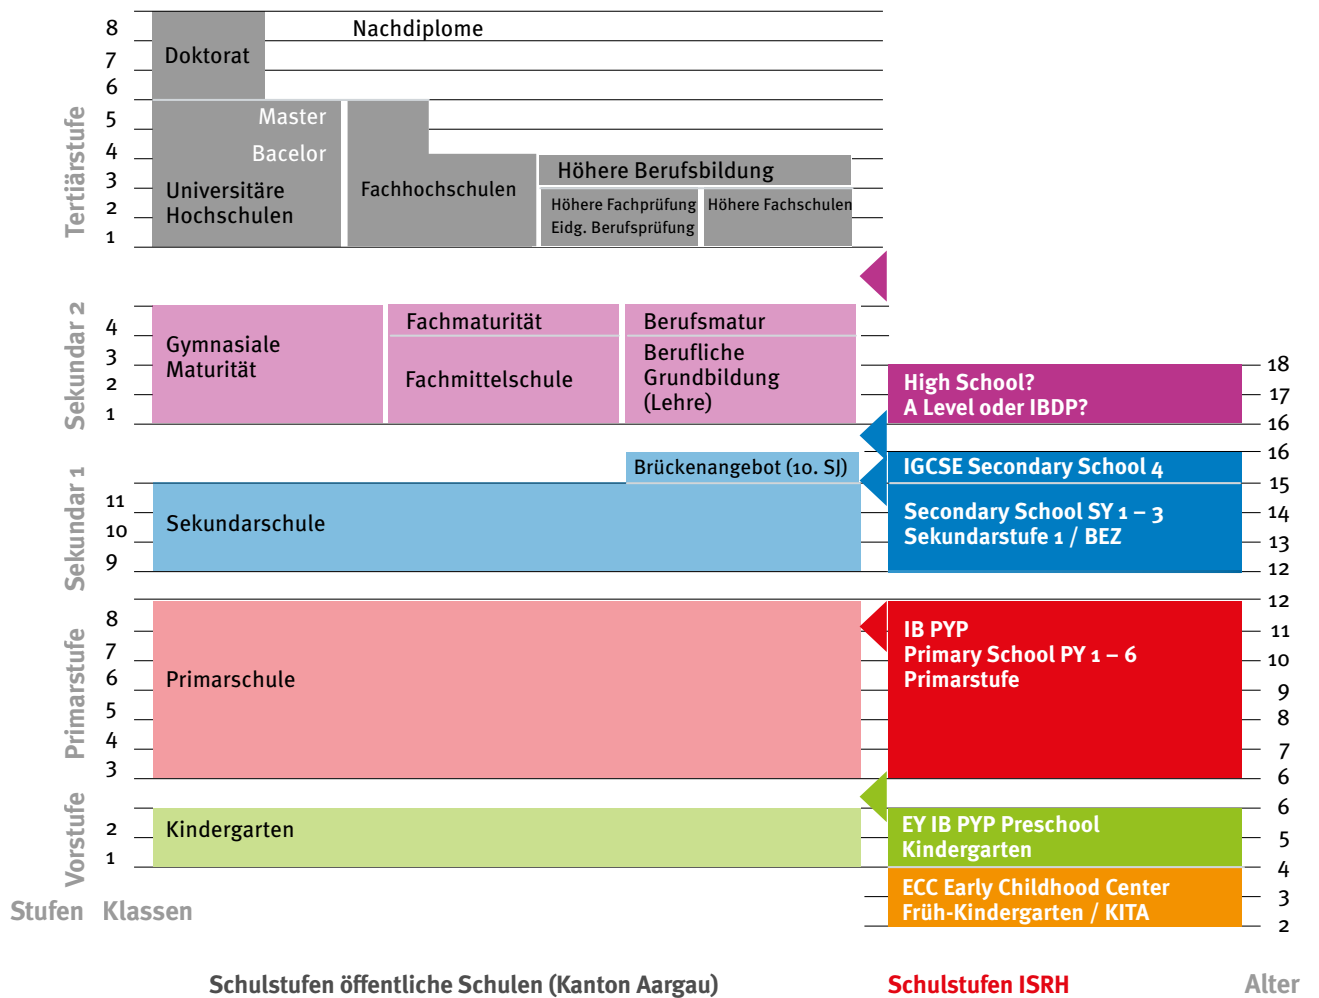 Tertiärstufe
8
7
6
5
4
3
2
1
Nachdiplome
Doktorat
Master
Bacelor
Universitäre
Hochschulen
Fachhochschulen
Höhere Berufsbildung
Höhere Fachprüfung
Eidg. Berufsprüfung
Höhere Fachschulen
Sekundar 2
4
3
2
1
Gymnasiale
Maturität
Fachmaturität
Fachmittelschule
Berufsmatur
Berufliche
Grundbildung
(Lehre)
High School?
A Level oder IBDP?
18
17
16
Sekundar 1
11
10
9
Sekundarschule
Brückenangebot (10. SJ)
IGCSE Secondary School 4
Secondary School SY 1 – 3
Sekundarstufe 1 / BEZ
16
15
14
13
12
Primarstufe
8
7
6
5
4
3
Primarschule
IB PYP
Primary School PY 1 – 6
Primarstufe
12
11
10
9
8
7
6
Vorstufe
2
1
Kindergarten
EY IB PYP Preschool
Kindergarten
ECC Early Childhood Center
Früh-Kindergarten / KITA
6
5
4
3
2
Stufen Klassen
Schulstufen öffentliche Schulen (Kanton Aargau)
Schulstufen ISRH
Alter